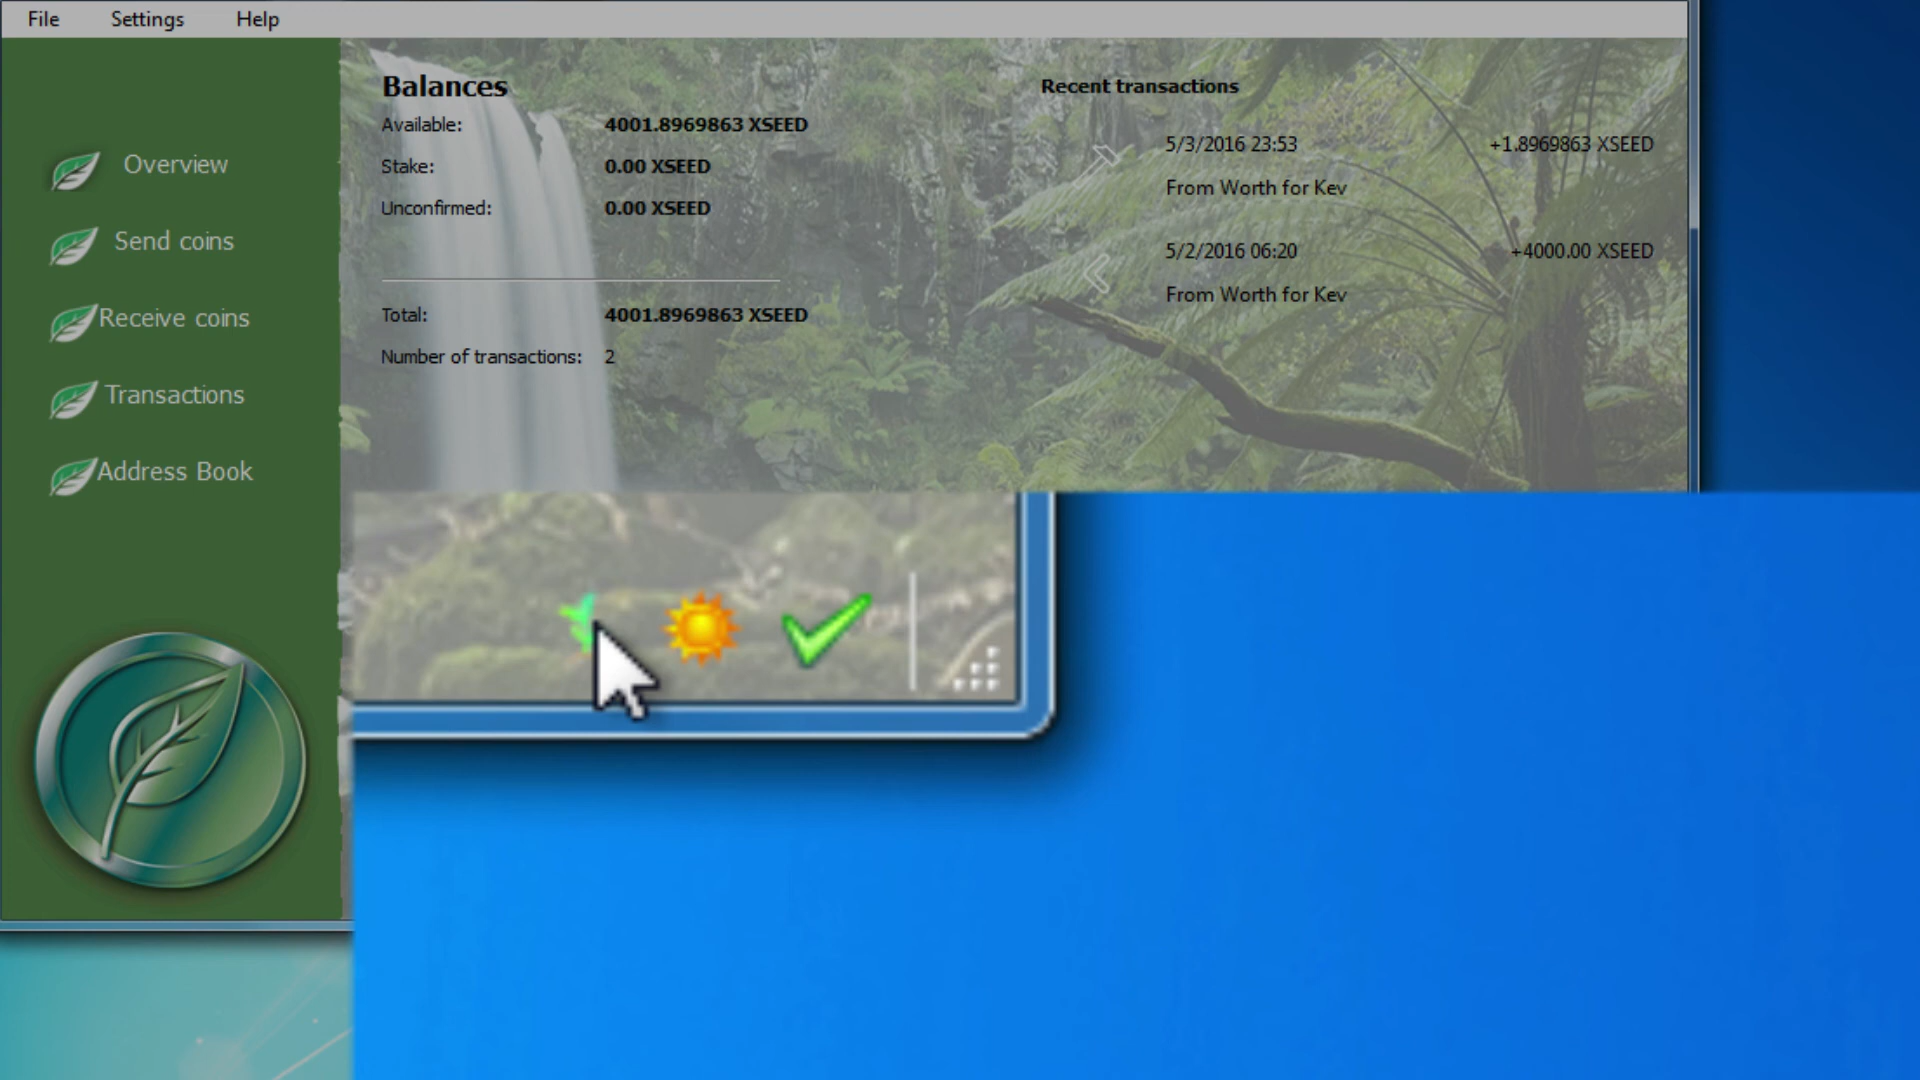 File Settings Help
Overview
Send coins
Receive coins
Transactions
Address Book
Balances
Available: 4001.8969863 XSEED
Stake: 0.00 XSEED
Unconfirmed: 0.00 XSEED
Total: 4001.8969863 XSEED
Number of transactions: 2
Recent transactions
5/3/2016 23:53 +1.8969863 XSEED
From Worth for Kev
5/2/2016 06:20 +4000.00 XSEED
From Worth for Kev